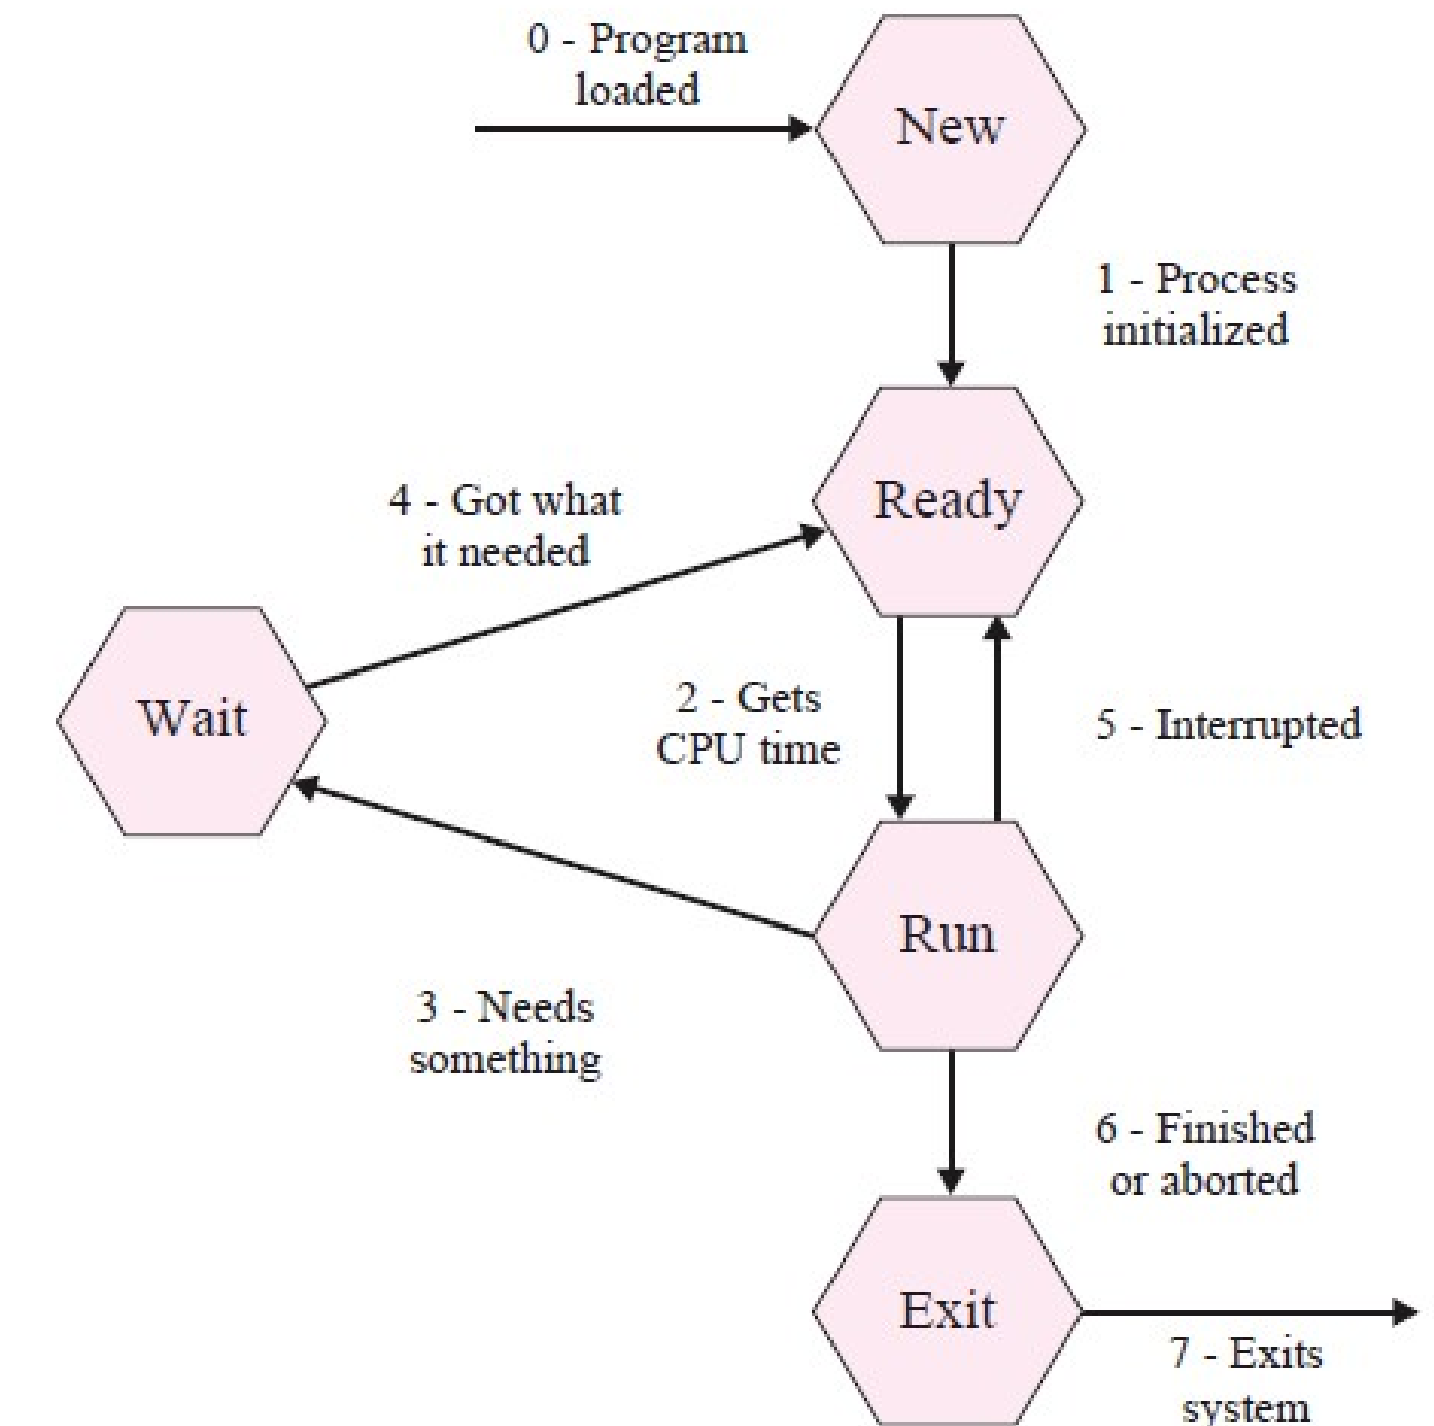 0 - Program
loaded
New
1 - Process
initialized
Ready
4 - Got what
it needed
Wait
2 - Gets
CPU time
5 - Interrupted
Run
3 - Needs
something
6 - Finished
or aborted
Exit
7 - Exits
system